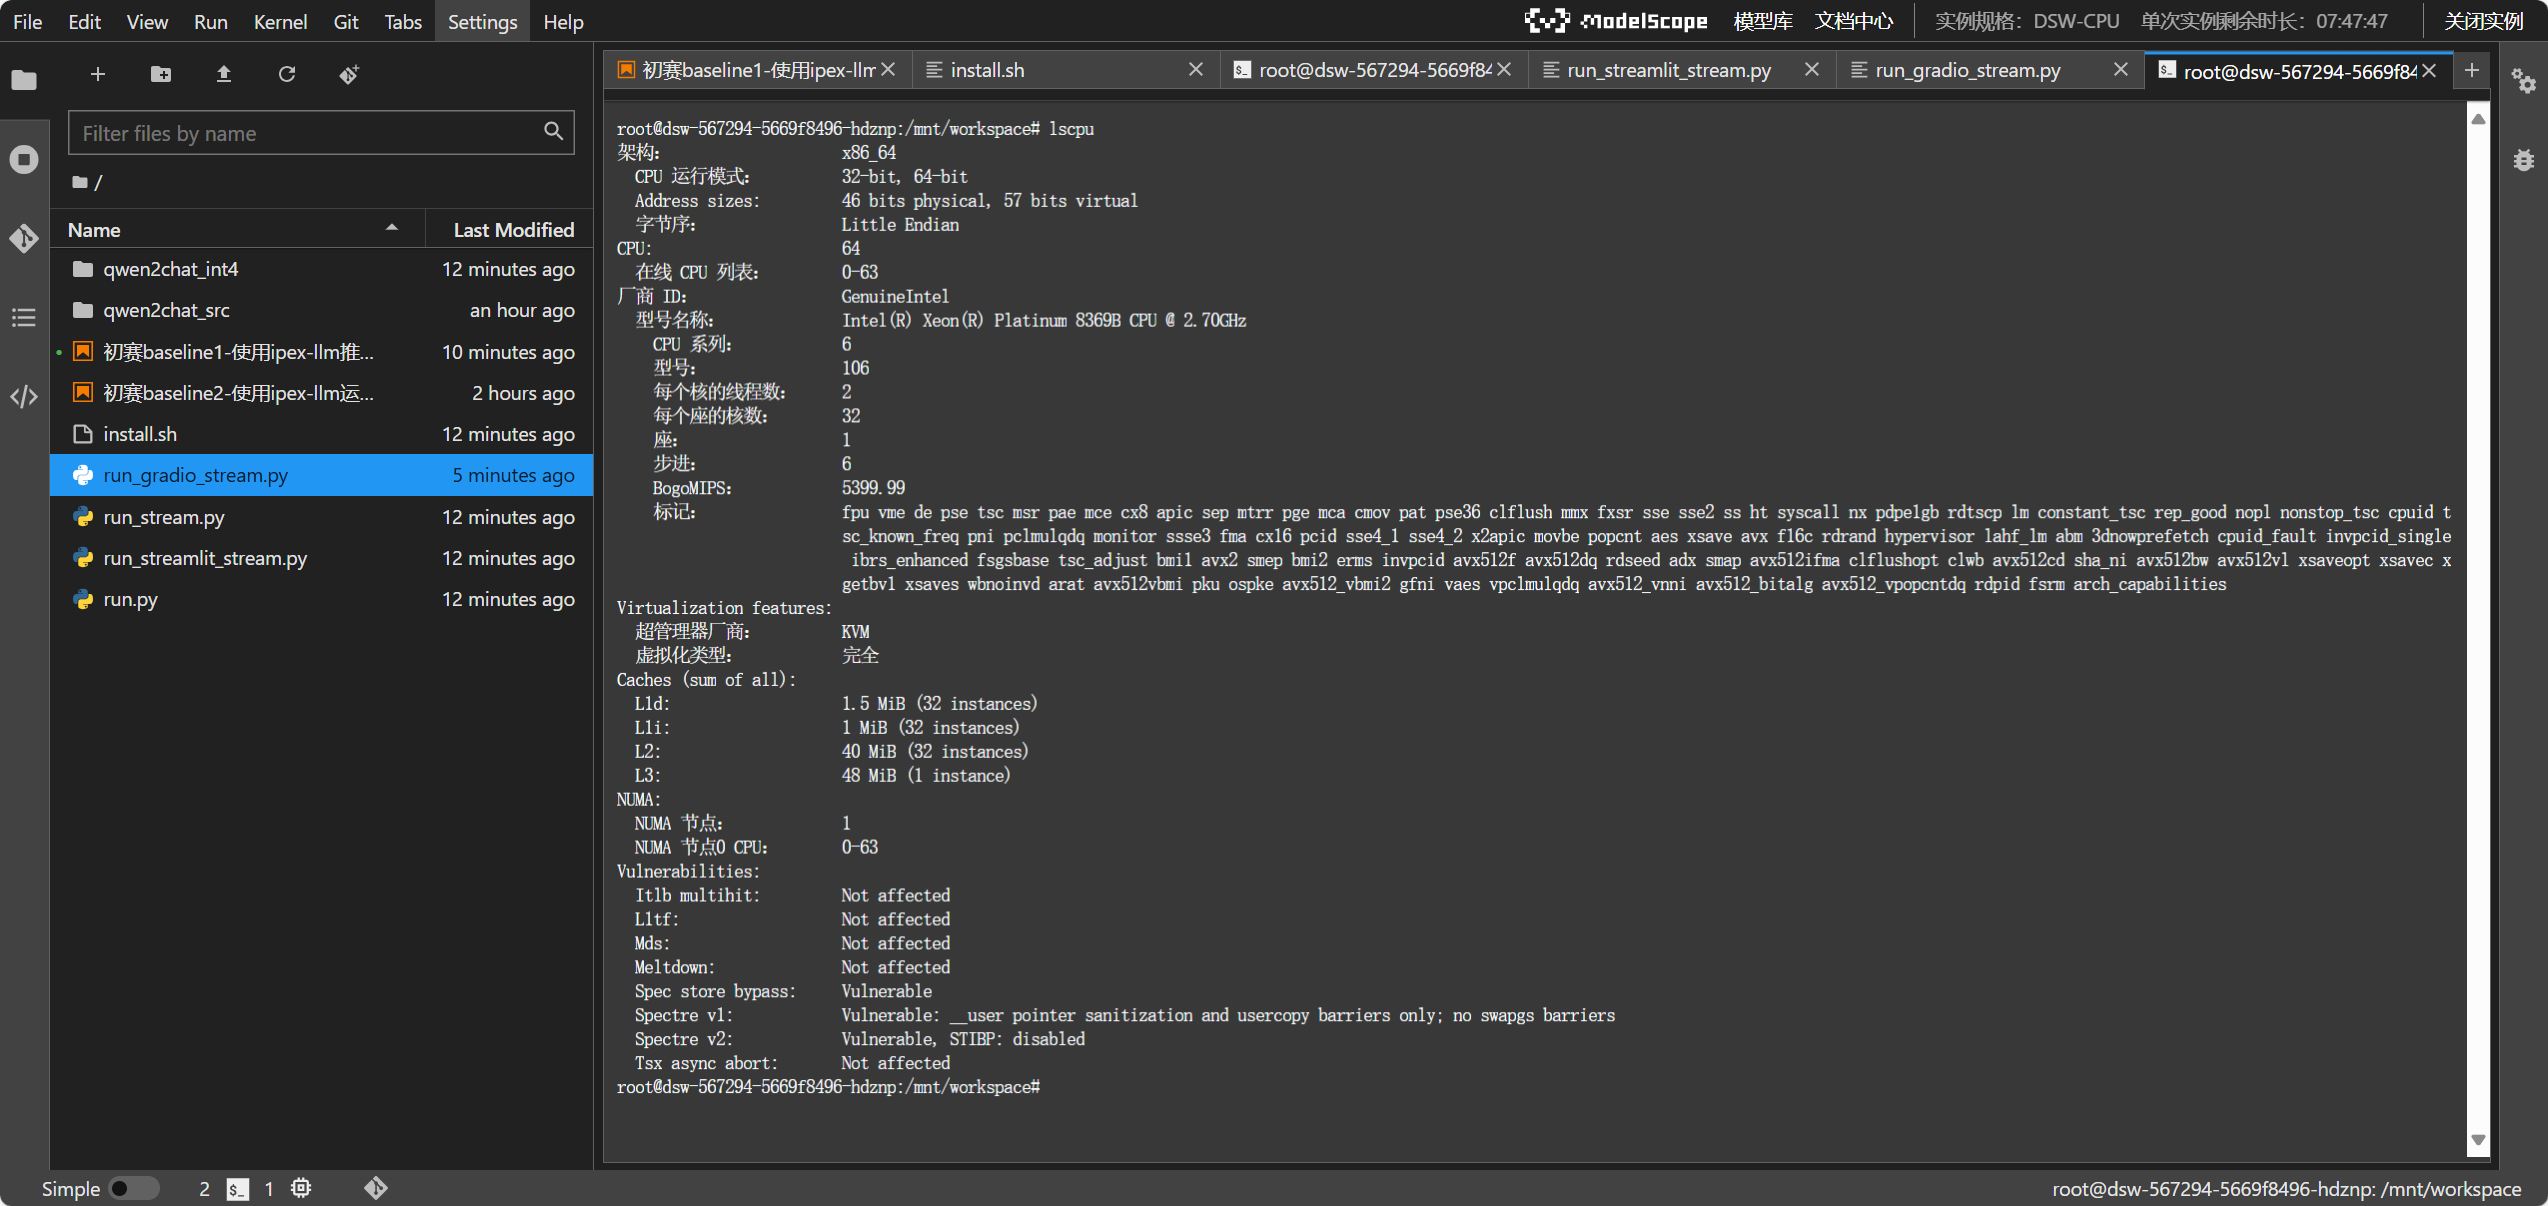 File Edit View Run Kernel Git Tabs Settings Help
ModelScope 模型库 文档中心 实例规格: DSW-CPU 单次实例剩余时长: 07:47:47 关闭实例
初赛baseline1-使用ipex-llm
install.sh
root@dsw-567294-5669f84
run_streamlit_stream.py
run_gradio_stream.py
root@dsw-567294-5669f84
Filter files by name
/
Name Last Modified
qwen2chat_int4 12 minutes ago
qwen2chat_src an hour ago
初赛baseline1-使用ipex-llm推... 10 minutes ago
初赛baseline2-使用ipex-llm运... 2 hours ago
install.sh 12 minutes ago
run_gradio_stream.py 5 minutes ago
run_stream.py 12 minutes ago
run_streamlit_stream.py 12 minutes ago
run.py 12 minutes ago
root@dsw-567294-5669f8496-hdznp:/mnt/workspace# lscpu
架构: x86_64
CPU 运行模式: 32-bit, 64-bit
Address sizes: 46 bits physical, 57 bits virtual
字节序: Little Endian
CPU: 64
在线 CPU 列表: 0-63
厂商 ID: GenuineIntel
型号名称: Intel(R) Xeon(R) Platinum 8369B CPU @ 2.70GHz
CPU 系列: 6
型号: 106
每个核的线程数: 2
每个座的核数: 32
座: 1
步进: 6
BogoMIPS: 5399.99
标记: fpu vme de pse tsc msr pae mce cx8 apic sep mtrr pge mca cmov pat pse36 clflush mmx fxsr sse sse2 ss ht syscall nx pdpe1gb rdtscp lm constant_tsc rep_good nopl nonstop_tsc cpuid t
sc_known_freq pni pclmulqdq monitor ssse3 fma cx16 pcid sse4_1 sse4_2 x2apic movbe popcnt aes xsave avx f16c rdrand hypervisor lahf_lm abm 3dnowprefetch cpuid_fault invpcid_single
ibrs_enhanced fsgsbase tsc_adjust bmi1 avx2 smep bmi2 erms invpcid avx512f avx512dq rdseed adx smap avx512ifma clflushopt clwb avx512cd sha_ni avx512bw avx512vl xsaveopt xsavec x
getbv1 xsaves wbnoinvd arat avx512vbmi pku ospke avx512_vbmi2 gfni vaes vpclmulqdq avx512_vnni avx512_bitalg avx512_vpopcntdq rdpid fsrm arch_capabilities
Virtualization features:
超管理器厂商: KVM
虚拟化类型: 完全
Caches (sum of all):
L1d: 1.5 MiB (32 instances)
L1i: 1 MiB (32 instances)
L2: 40 MiB (32 instances)
L3: 48 MiB (1 instance)
NUMA:
NUMA 节点: 1
NUMA 节点0 CPU: 0-63
Vulnerabilities:
Itlb multihit: Not affected
L1tf: Not affected
Mds: Not affected
Meltdown: Not affected
Spec store bypass: Vulnerable
Spectre v1: Vulnerable: __user pointer sanitization and usercopy barriers only; no swapgs barriers
Spectre v2: Vulnerable, STIBP: disabled
Tsx async abort: Not affected
root@dsw-567294-5669f8496-hdznp:/mnt/workspace#
Simple 2 $_ 1 root@dsw-567294-5669f8496-hdznp: /mnt/workspace